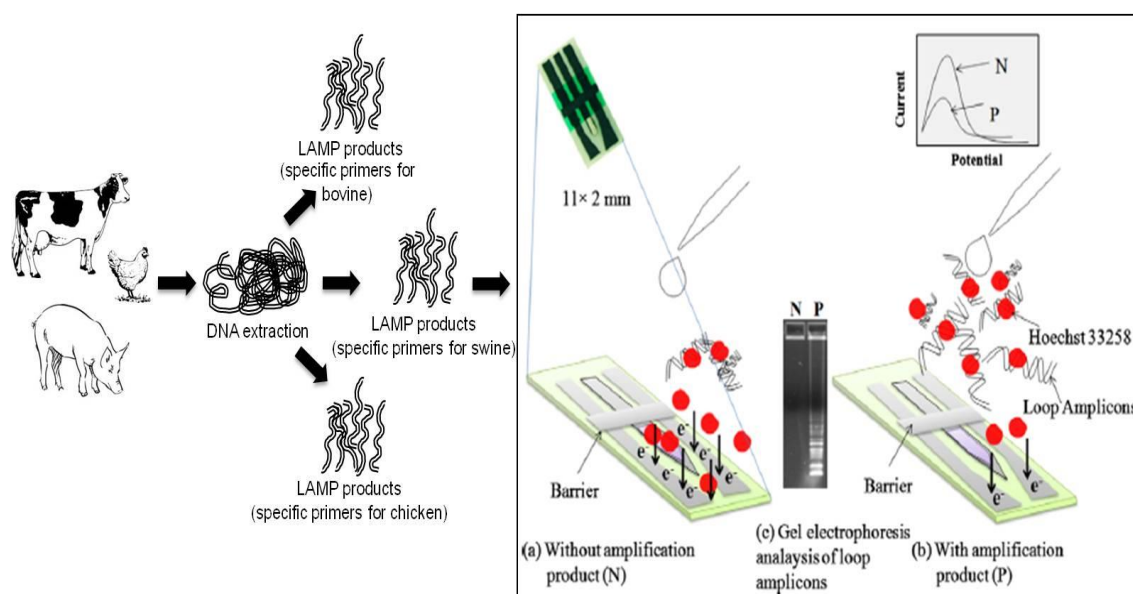 LAMP products
(specific primers for
bovine)
DNA extraction
LAMP products
(specific primers for swine)
LAMP products
(specific primers for chicken)
11× 2 mm
N
P
Current
Potential
N P
Hoechst 33258
Loop Amplicons
Barrier
e-
e-
e-
e-
e-
Barrier
e-
e-
(a) Without amplification
product (N)
(c) Gel electrophoresis
analaysis of loop
amplicons
(b) With amplification
product (P)